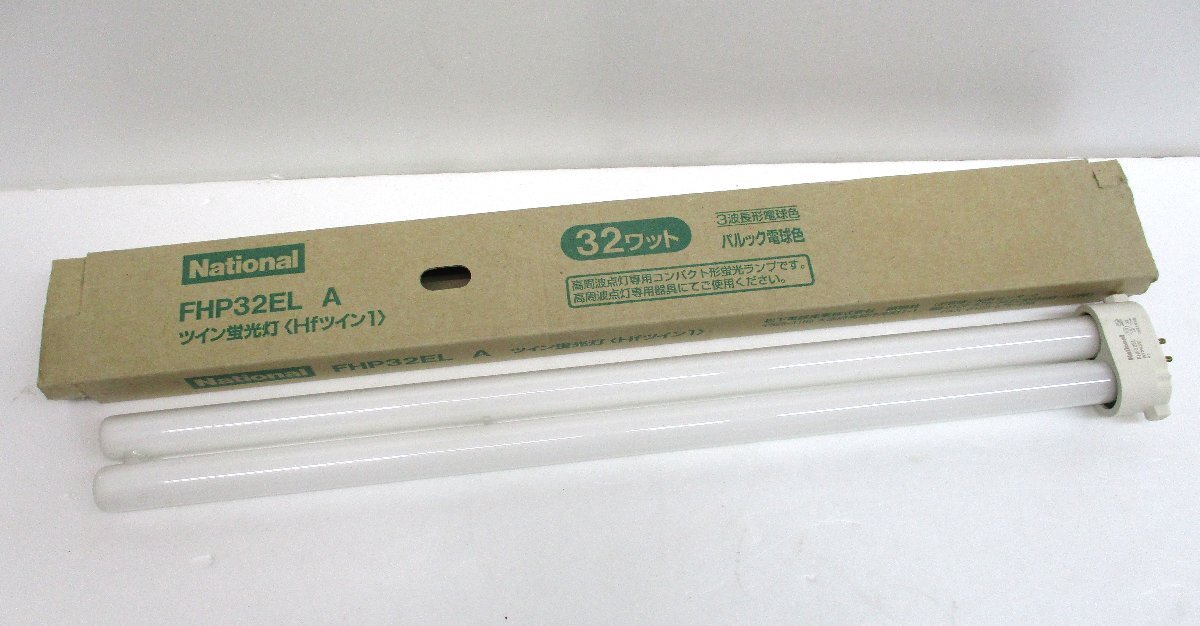 National
FHP32EL A
ツイン蛍光灯〈Hfツイン1〉
32ワット
3波長形電球色
パルック電球色
高周波点灯専用コンパクト形蛍光ランプです。
高周波点灯専用器具にてご使用ください。
National FHP32EL A ツイン蛍光灯〈Hfツイン1〉
National